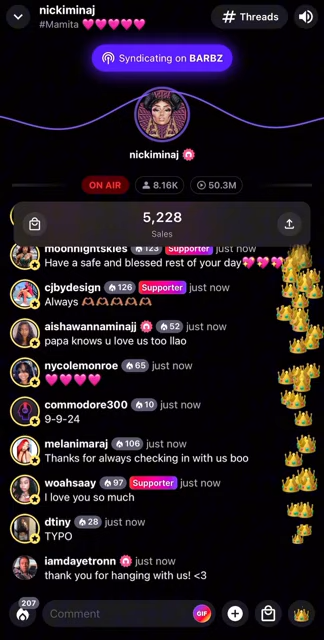 nickiminaj
#Mamita 💖💖💖💖💖
# Threads
Syndicating on BARBZ
nickiminaj
ON AIR 8.16K 50.3M
5,228
Sales
moonnightskies 123 Supporter just now
Have a safe and blessed rest of your day💖💖💖
cjbydesign 126 Supporter just now
Always 🫶🏾🫶🏾🫶🏾🫶🏾🫶🏾
aishawannaminajj 52 just now
papa knows u love us too llao
nycolemonroe 65 just now
💖💖💖💖
commodore300 10 just now
9-9-24
melanimaraj 106 just now
Thanks for always checking in with us boo
woahsaay 97 Supporter just now
I love you so much
dtiny 28 just now
TYPO
iamdayetronn just now
thank you for hanging with us! <3
207
Comment GIF